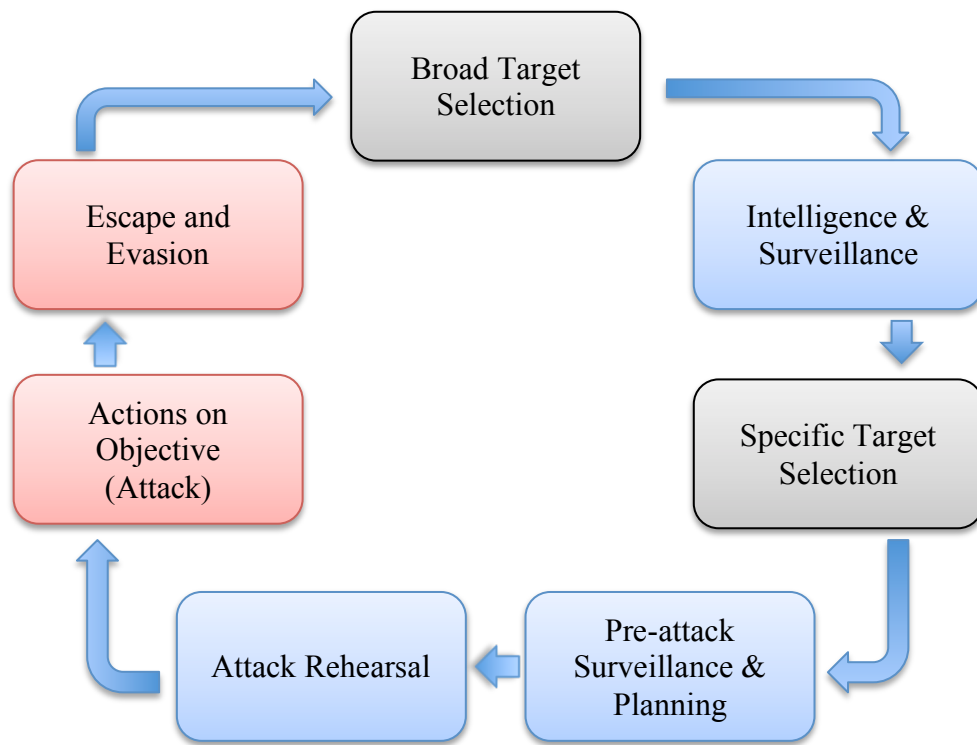 Broad Target
Selection
Intelligence &
Surveillance
Specific Target
Selection
Pre-attack
Surveillance &
Planning
Attack Rehearsal
Actions on
Objective
(Attack)
Escape and
Evasion